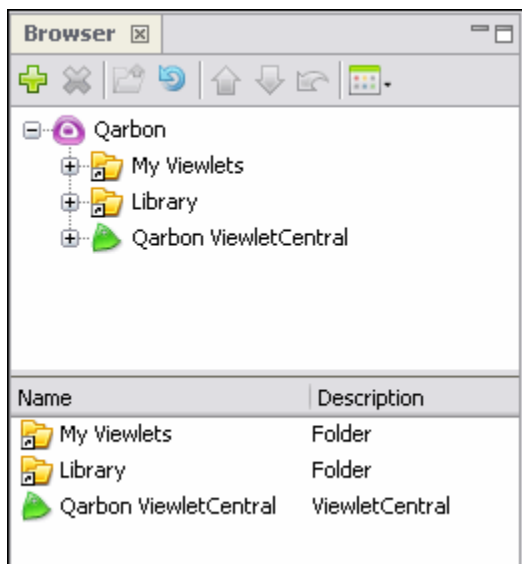 Browser
Qarbon
My Viewlets
Library
Qarbon ViewletCentral
Name Description
My Viewlets Folder
Library Folder
Qarbon ViewletCentral ViewletCentral